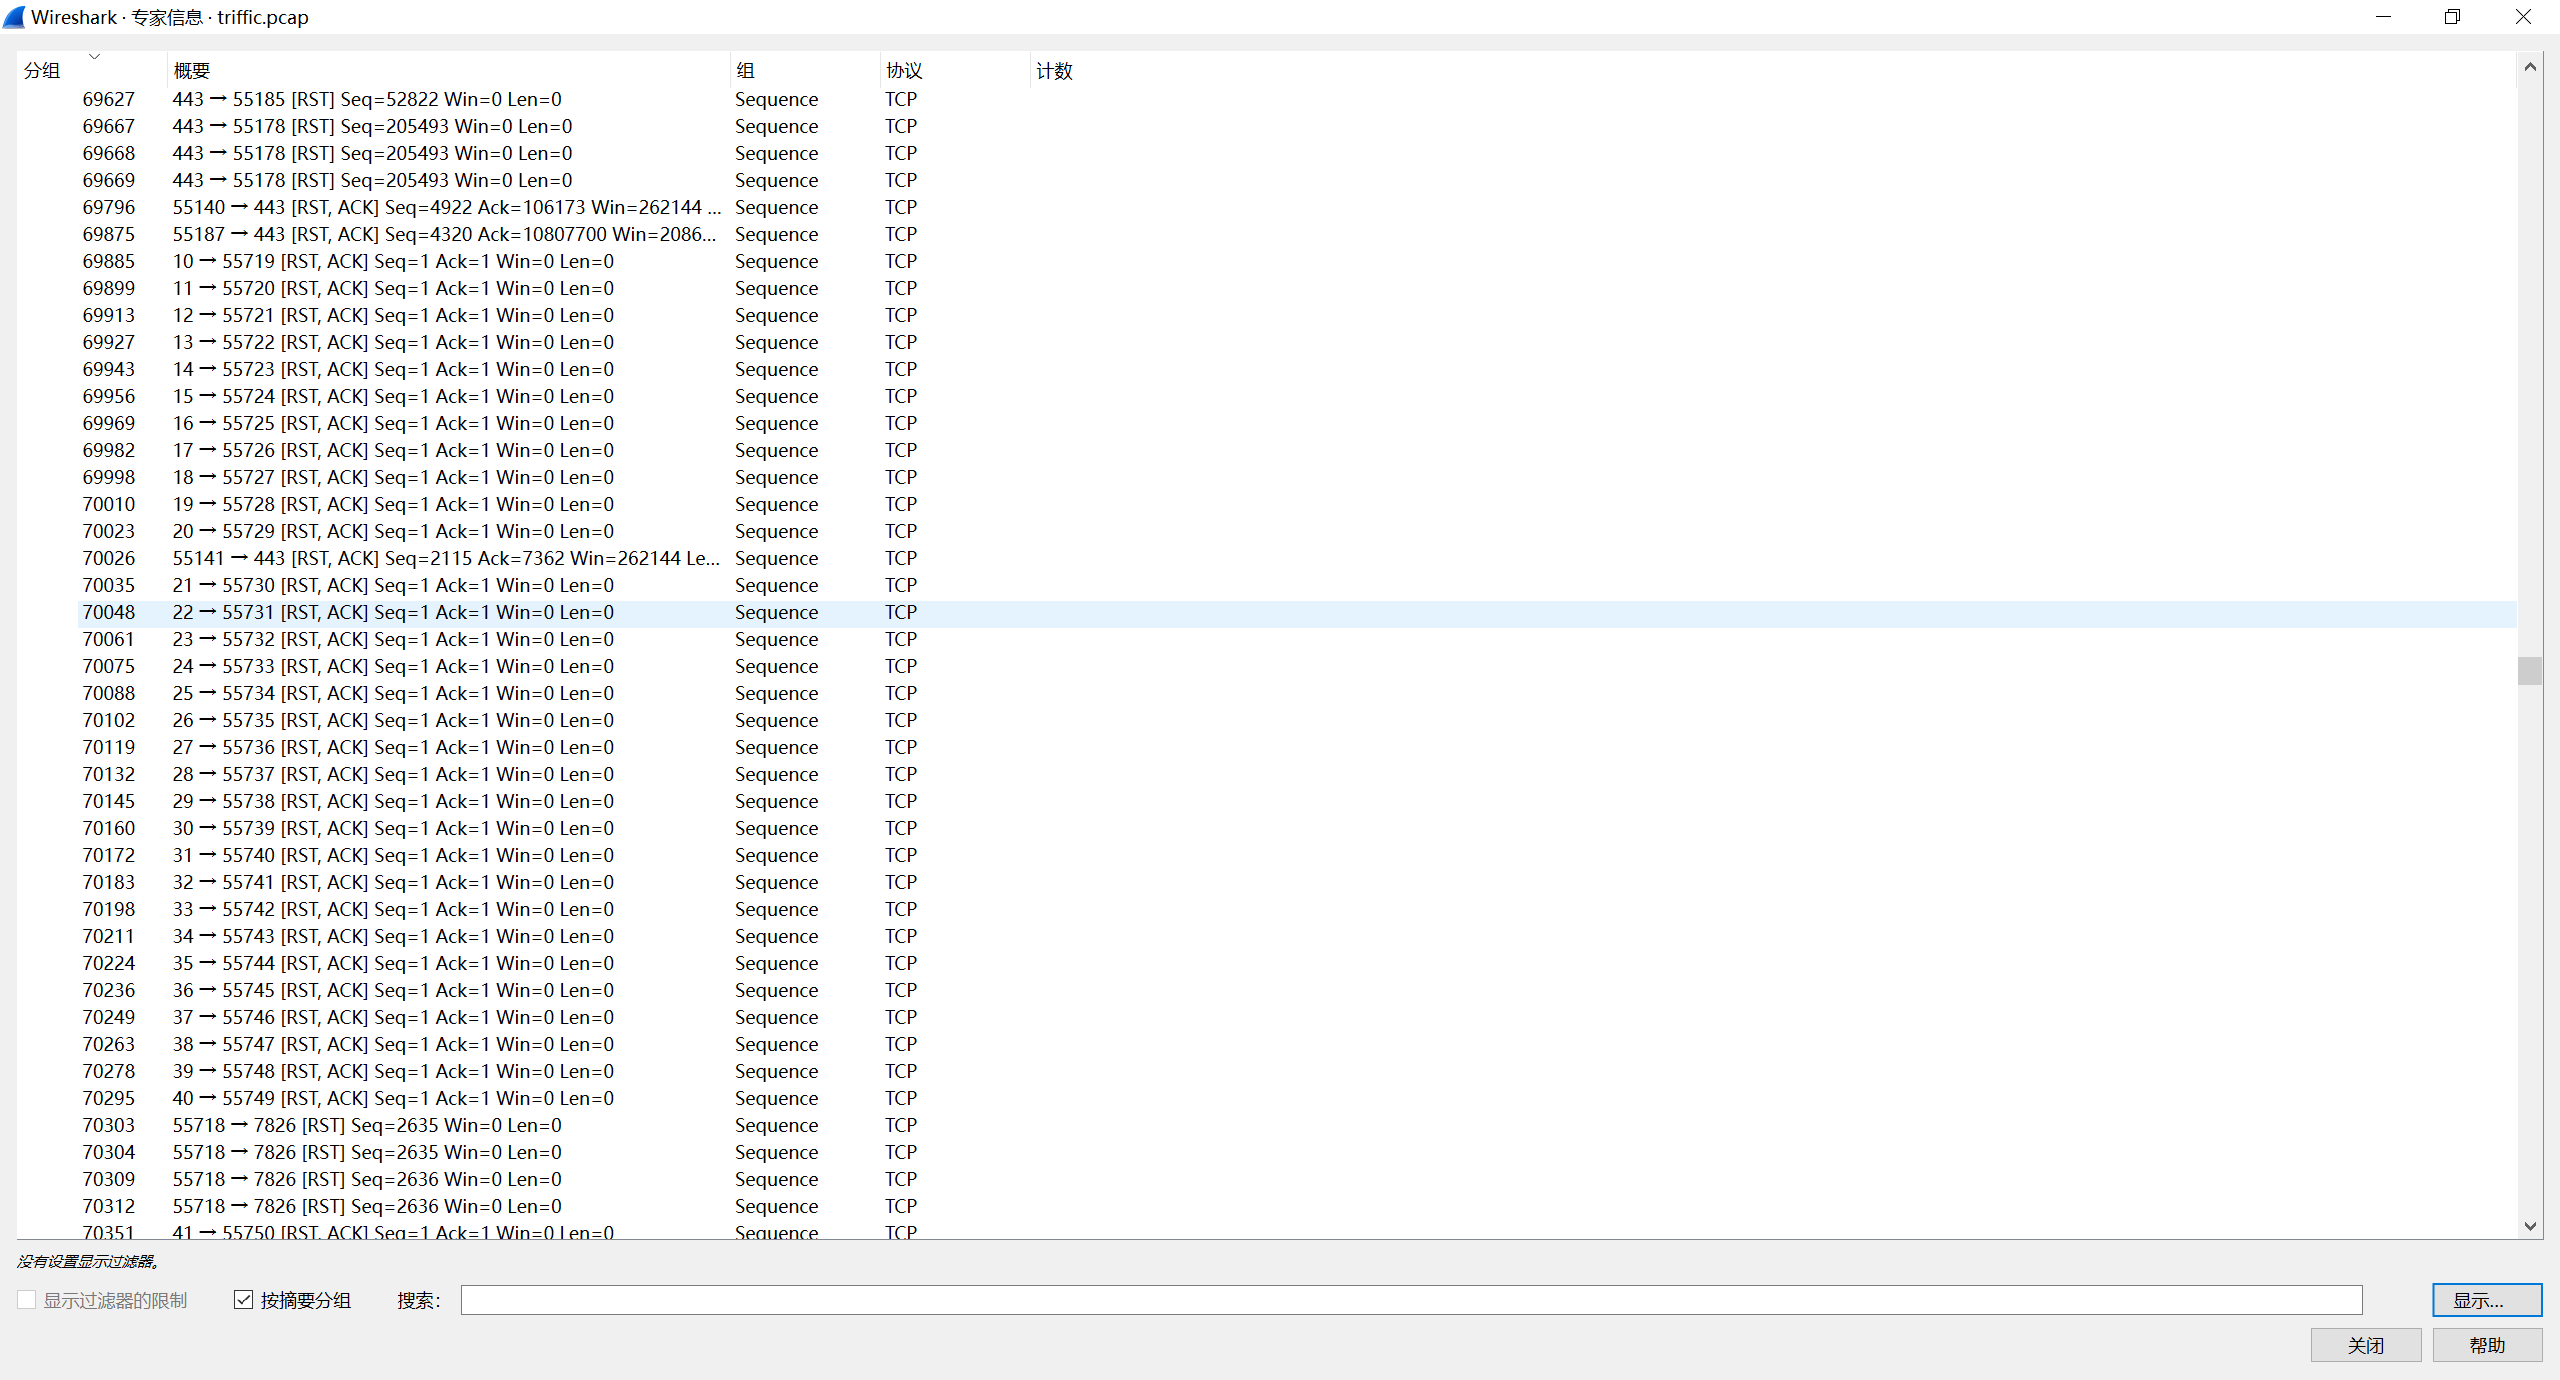 Wireshark · 专家信息 · triffic.pcap
分组 概要 组 协议 计数
69627 443 → 55185 [RST] Seq=52822 Win=0 Len=0 Sequence TCP
69667 443 → 55178 [RST] Seq=205493 Win=0 Len=0 Sequence TCP
69668 443 → 55178 [RST] Seq=205493 Win=0 Len=0 Sequence TCP
69669 443 → 55178 [RST] Seq=205493 Win=0 Len=0 Sequence TCP
69796 55140 → 443 [RST, ACK] Seq=4922 Ack=106173 Win=262144 ... Sequence TCP
69875 55187 → 443 [RST, ACK] Seq=4320 Ack=10807700 Win=2086... Sequence TCP
69885 10 → 55719 [RST, ACK] Seq=1 Ack=1 Win=0 Len=0 Sequence TCP
69899 11 → 55720 [RST, ACK] Seq=1 Ack=1 Win=0 Len=0 Sequence TCP
69913 12 → 55721 [RST, ACK] Seq=1 Ack=1 Win=0 Len=0 Sequence TCP
69927 13 → 55722 [RST, ACK] Seq=1 Ack=1 Win=0 Len=0 Sequence TCP
69943 14 → 55723 [RST, ACK] Seq=1 Ack=1 Win=0 Len=0 Sequence TCP
69956 15 → 55724 [RST, ACK] Seq=1 Ack=1 Win=0 Len=0 Sequence TCP
69969 16 → 55725 [RST, ACK] Seq=1 Ack=1 Win=0 Len=0 Sequence TCP
69982 17 → 55726 [RST, ACK] Seq=1 Ack=1 Win=0 Len=0 Sequence TCP
69998 18 → 55727 [RST, ACK] Seq=1 Ack=1 Win=0 Len=0 Sequence TCP
70010 19 → 55728 [RST, ACK] Seq=1 Ack=1 Win=0 Len=0 Sequence TCP
70023 20 → 55729 [RST, ACK] Seq=1 Ack=1 Win=0 Len=0 Sequence TCP
70026 55141 → 443 [RST, ACK] Seq=2115 Ack=7362 Win=262144 Le... Sequence TCP
70035 21 → 55730 [RST, ACK] Seq=1 Ack=1 Win=0 Len=0 Sequence TCP
70048 22 → 55731 [RST, ACK] Seq=1 Ack=1 Win=0 Len=0 Sequence TCP
70061 23 → 55732 [RST, ACK] Seq=1 Ack=1 Win=0 Len=0 Sequence TCP
70075 24 → 55733 [RST, ACK] Seq=1 Ack=1 Win=0 Len=0 Sequence TCP
70088 25 → 55734 [RST, ACK] Seq=1 Ack=1 Win=0 Len=0 Sequence TCP
70102 26 → 55735 [RST, ACK] Seq=1 Ack=1 Win=0 Len=0 Sequence TCP
70119 27 → 55736 [RST, ACK] Seq=1 Ack=1 Win=0 Len=0 Sequence TCP
70132 28 → 55737 [RST, ACK] Seq=1 Ack=1 Win=0 Len=0 Sequence TCP
70145 29 → 55738 [RST, ACK] Seq=1 Ack=1 Win=0 Len=0 Sequence TCP
70160 30 → 55739 [RST, ACK] Seq=1 Ack=1 Win=0 Len=0 Sequence TCP
70172 31 → 55740 [RST, ACK] Seq=1 Ack=1 Win=0 Len=0 Sequence TCP
70183 32 → 55741 [RST, ACK] Seq=1 Ack=1 Win=0 Len=0 Sequence TCP
70198 33 → 55742 [RST, ACK] Seq=1 Ack=1 Win=0 Len=0 Sequence TCP
70211 34 → 55743 [RST, ACK] Seq=1 Ack=1 Win=0 Len=0 Sequence TCP
70224 35 → 55744 [RST, ACK] Seq=1 Ack=1 Win=0 Len=0 Sequence TCP
70236 36 → 55745 [RST, ACK] Seq=1 Ack=1 Win=0 Len=0 Sequence TCP
70249 37 → 55746 [RST, ACK] Seq=1 Ack=1 Win=0 Len=0 Sequence TCP
70263 38 → 55747 [RST, ACK] Seq=1 Ack=1 Win=0 Len=0 Sequence TCP
70278 39 → 55748 [RST, ACK] Seq=1 Ack=1 Win=0 Len=0 Sequence TCP
70295 40 → 55749 [RST, ACK] Seq=1 Ack=1 Win=0 Len=0 Sequence TCP
70303 55718 → 7826 [RST] Seq=2635 Win=0 Len=0 Sequence TCP
70304 55718 → 7826 [RST] Seq=2635 Win=0 Len=0 Sequence TCP
70309 55718 → 7826 [RST] Seq=2636 Win=0 Len=0 Sequence TCP
70312 55718 → 7826 [RST] Seq=2636 Win=0 Len=0 Sequence TCP
70351 41 → 55750 [RST, ACK] Seq=1 Ack=1 Win=0 Len=0 Sequence TCP
没有设置显示过滤器。
显示过滤器的限制 按摘要分组 搜索: 显示...
关闭 帮助